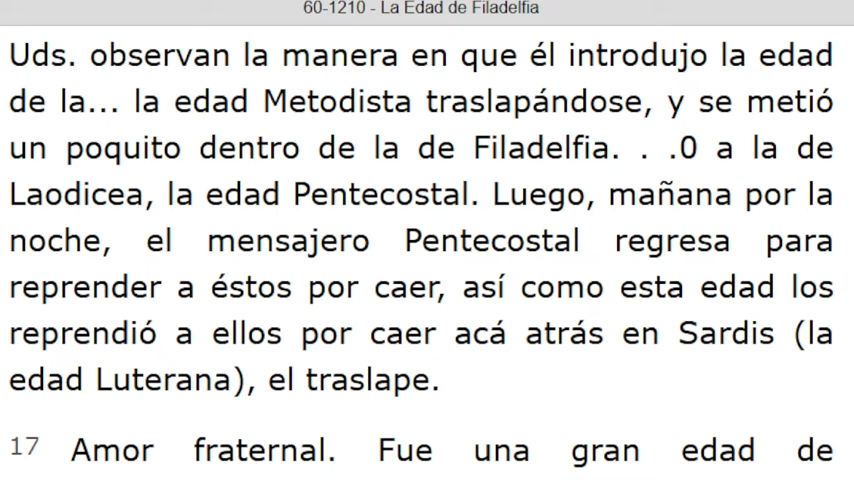 60-1210 - La Edad de Filadelfia
Uds. observan la manera en que él introdujo la edad
de la... la edad Metodista traslapándose, y se metió
un poquito dentro de la de Filadelfia. . .0 a la de
Laodicea, la edad Pentecostal. Luego, mañana por la
noche, el mensajero Pentecostal regresa para
reprender a éstos por caer, así como esta edad los
reprendió a ellos por caer acá atrás en Sardis (la
edad Luterana), el traslape.
17 Amor fraternal. Fue una gran edad de